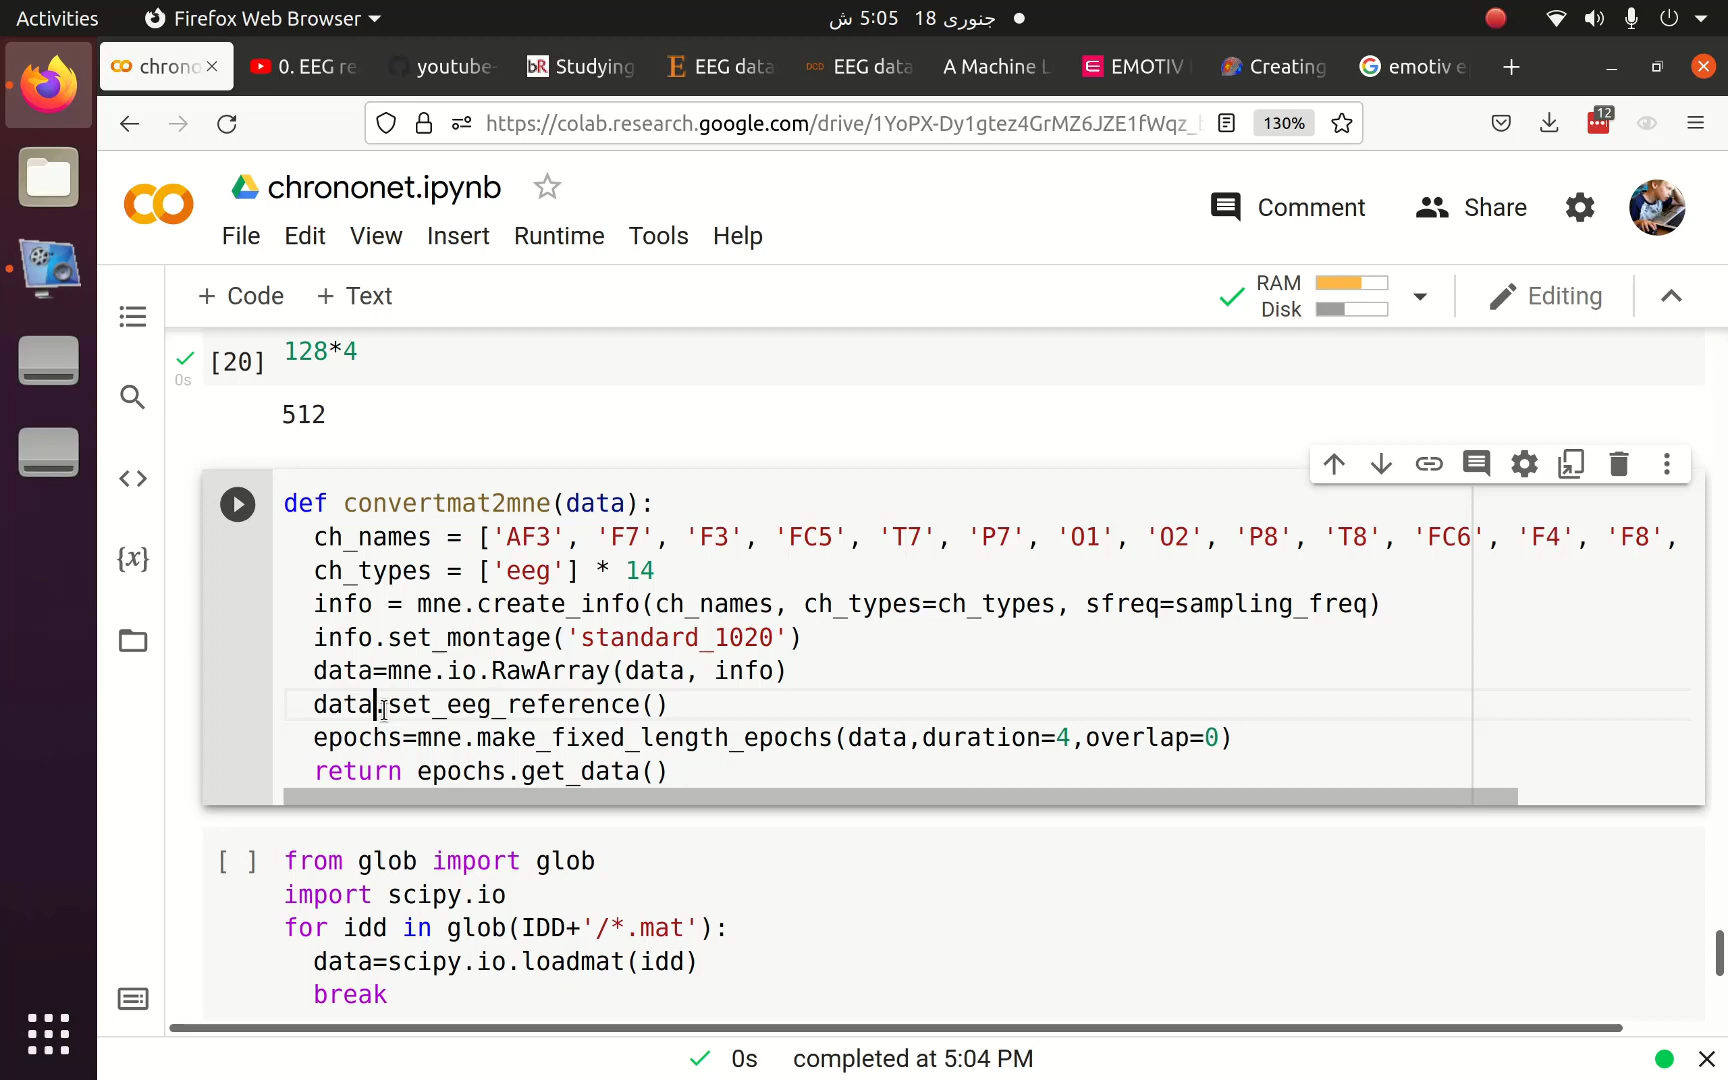 Activities Firefox Web Browser 18 جنوری 5:05 ش
chrono 0. EEG re youtube- bR Studying EEG data DCD EEG data A Machine L EMOTIV Creating emotiv e
https://colab.research.google.com/drive/1YoPX-Dy1gtez4GrMZ6JZE1fWqz_ 130% 12
chrononet.ipynb
Comment Share
File Edit View Insert Runtime Tools Help
+ Code + Text RAM Disk Editing
[20] 128*4
0s
512
def convertmat2mne(data):
ch_names = ['AF3', 'F7', 'F3', 'FC5', 'T7', 'P7', 'O1', 'O2', 'P8', 'T8', 'FC6', 'F4', 'F8',
ch_types = ['eeg'] * 14
info = mne.create_info(ch_names, ch_types=ch_types, sfreq=sampling_freq)
info.set_montage('standard_1020')
data=mne.io.RawArray(data, info)
data.set_eeg_reference()
epochs=mne.make_fixed_length_epochs(data,duration=4,overlap=0)
return epochs.get_data()
[ ] from glob import glob
import scipy.io
for idd in glob(IDD+'/*.mat'):
data=scipy.io.loadmat(idd)
break
0s completed at 5:04 PM